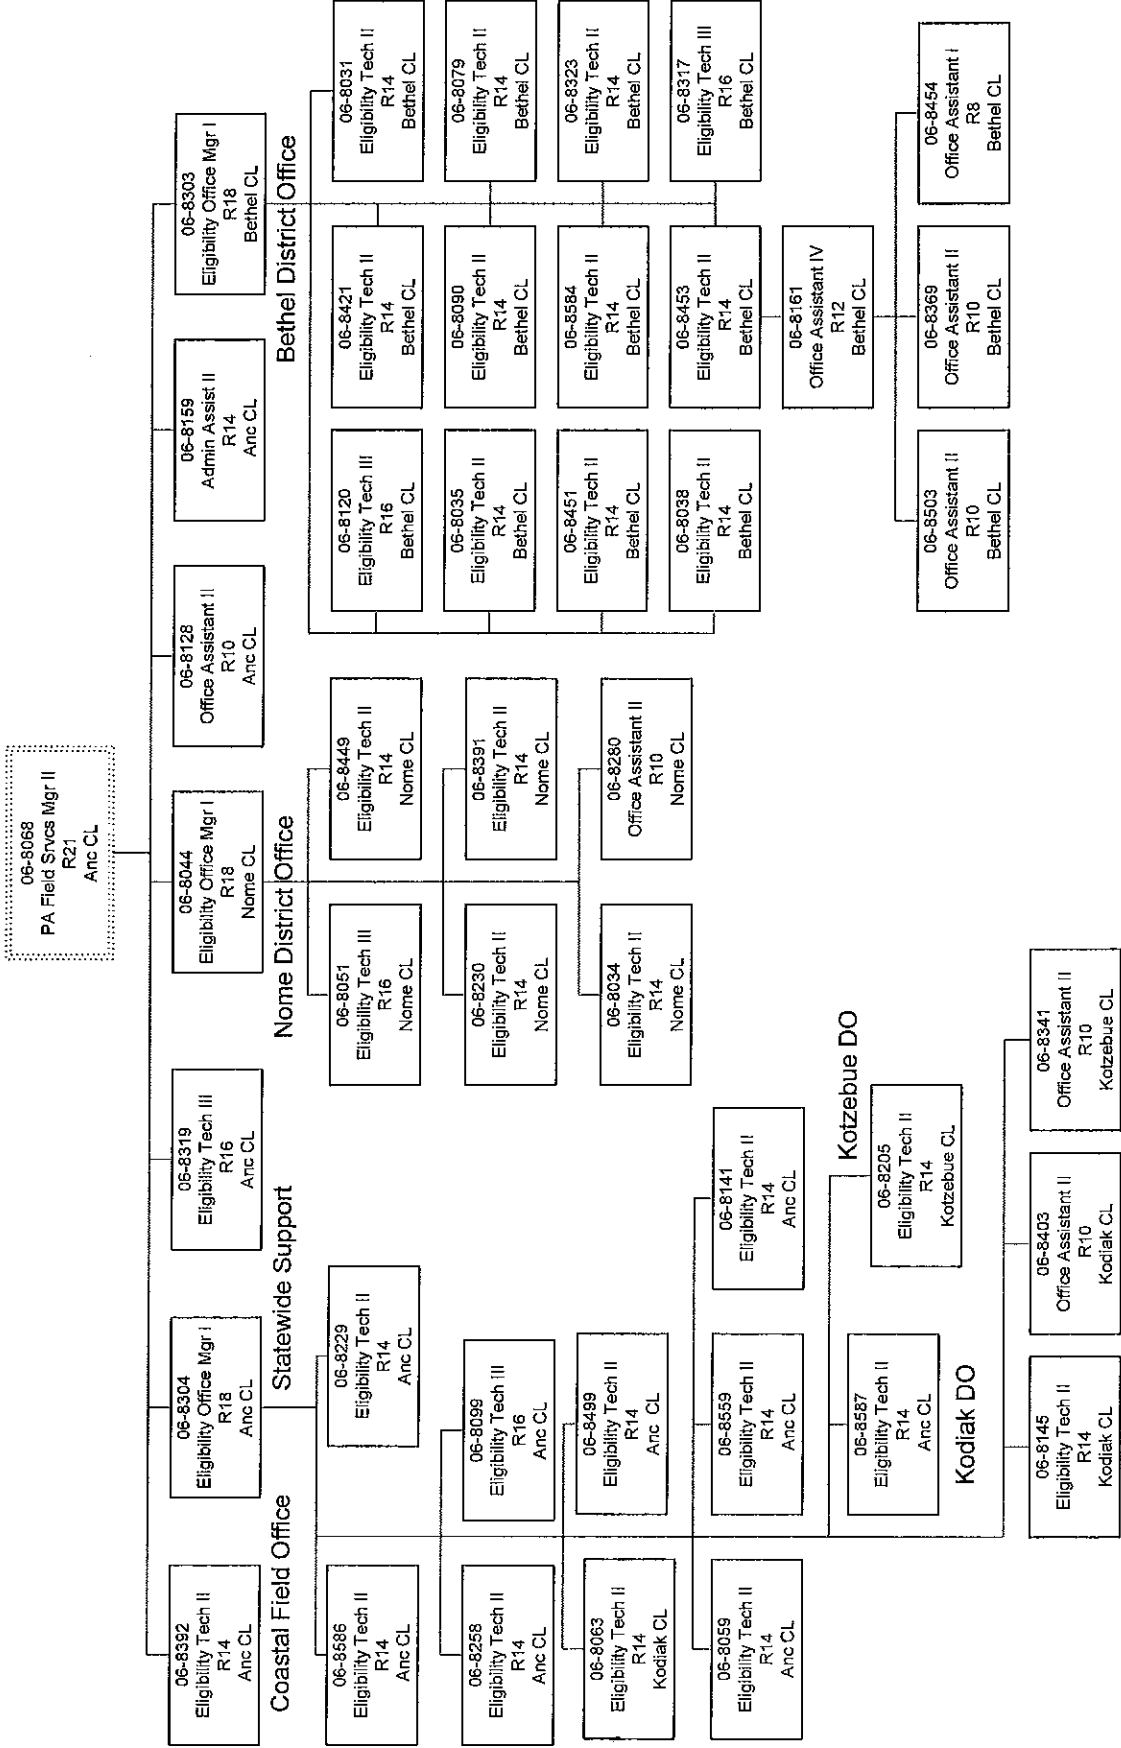 06-8068
PA Field Srvcs Mgr II
R21
Anc CL
06-8392
Eligibility Tech II
R14
Anc CL
06-8304
Eligibility Office Mgr I
R18
Anc CL
06-8319
Eligibility Tech III
R16
Anc CL
06-8044
Eligibility Office Mgr I
R18
Nome CL
06-8128
Office Assistant II
R10
Anc CL
06-8159
Admin Assist II
R14
Anc CL
06-8303
Eligibility Office Mgr I
R18
Bethel CL
Coastal Field Office
Statewide Support
06-8586
Eligibility Tech II
R14
Anc CL
06-8229
Eligibility Tech II
R14
Anc CL
06-8258
Eligibility Tech II
R14
Anc CL
06-8099
Eligibility Tech III
R16
Anc CL
06-8063
Eligibility Tech II
R14
Kodiak CL
06-8499
Eligibility Tech II
R14
Anc CL
06-8059
Eligibility Tech II
R14
Anc CL
06-8559
Eligibility Tech II
R14
Anc CL
06-8141
Eligibility Tech II
R14
Anc CL
06-8587
Eligibility Tech II
R14
Anc CL
Kotzebue DO
06-8205
Eligibility Tech II
R14
Kotzebue CL
Kodiak DO
06-8145
Eligibility Tech II
R14
Kodiak CL
06-8403
Office Assistant II
R10
Kodiak CL
06-8341
Office Assistant II
R10
Kotzebue CL
Nome District Office
06-8051
Eligibility Tech III
R16
Nome CL
06-8449
Eligibility Tech II
R14
Nome CL
06-8230
Eligibility Tech II
R14
Nome CL
06-8391
Eligibility Tech II
R14
Nome CL
06-8034
Eligibility Tech II
R14
Nome CL
06-8280
Office Assistant II
R10
Nome CL
Bethel District Office
06-8120
Eligibility Tech III
R16
Bethel CL
06-8421
Eligibility Tech II
R14
Bethel CL
06-8031
Eligibility Tech II
R14
Bethel CL
06-8035
Eligibility Tech II
R14
Bethel CL
06-8090
Eligibility Tech II
R14
Bethel CL
06-8079
Eligibility Tech II
R14
Bethel CL
06-8451
Eligibility Tech II
R14
Bethel CL
06-8584
Eligibility Tech II
R14
Bethel CL
06-8323
Eligibility Tech II
R14
Bethel CL
06-8038
Eligibility Tech II
R14
Bethel CL
06-8453
Eligibility Tech II
R14
Bethel CL
06-8317
Eligibility Tech III
R16
Bethel CL
06-8161
Office Assistant IV
R12
Bethel CL
06-8503
Office Assistant II
R10
Bethel CL
06-8369
Office Assistant II
R10
Bethel CL
06-8454
Office Assistant I
R8
Bethel CL